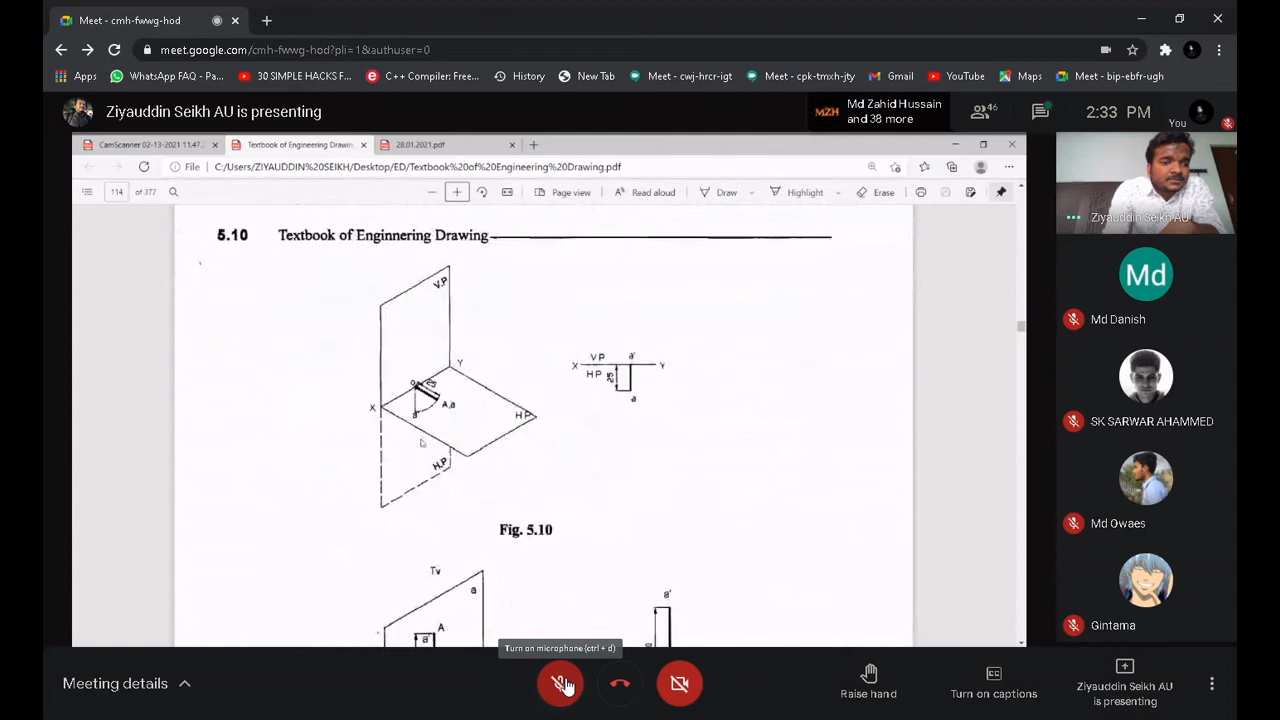 Meet - cmh-fwwg-hod
meet.google.com/cmh-fwwg-hod?pli=1&authuser=0
Apps
WhatsApp FAQ - Pa...
30 SIMPLE HACKS F...
C++ Compiler: Free...
History
New Tab
Meet - cwj-hrcr-igt
Meet - cpk-tmxh-jty
Gmail
YouTube
Maps
Meet - bip-ebfr-ugh
Ziyauddin Seikh AU is presenting
MZH
Md Zahid Hussain
and 38 more
46
2:33 PM
You
CamScanner 02-13-2021 11.47.
Textbook of Engineering Drawin
28.01.2021.pdf
File
C:/Users/ZIYAUDDIN%20SEIKH/Desktop/ED/Textbook%20of%20Engineering%20Drawing.pdf
114 of 377
Page view
Read aloud
Draw
Highlight
Erase
5.10 Textbook of Enginnering Drawing
V.P
Y
X
A,a
H.P
H.P
X
V P
a'
Y
H P
25
a
Fig. 5.10
Tv
a
A
a'
a'
Ziyauddin Seikh AU
Md
Md Danish
SK SARWAR AHAMMED
Md Owaes
Gintama
Turn on microphone (ctrl + d)
Meeting details
Raise hand
Turn on captions
Ziyauddin Seikh AU
is presenting